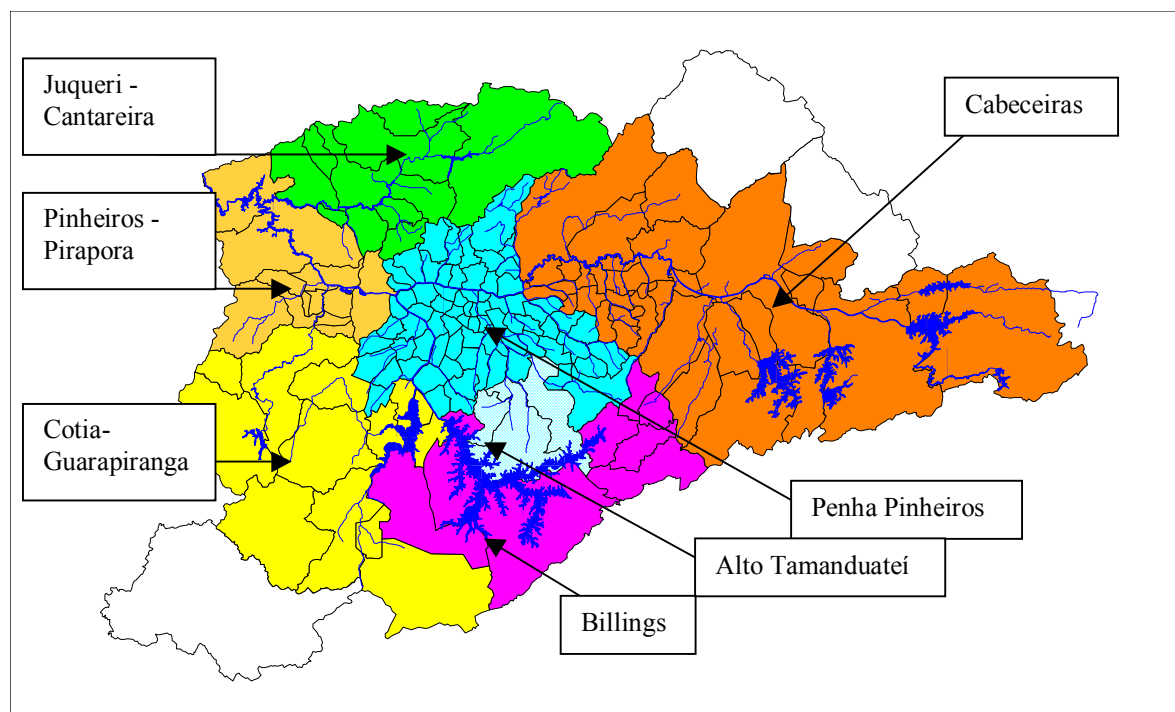 Juqueri -
Cantareira
Cabeceiras
Pinheiros -
Pirapora
Cotia-
Guarapiranga
Penha Pinheiros
Alto Tamanduateí
Billings